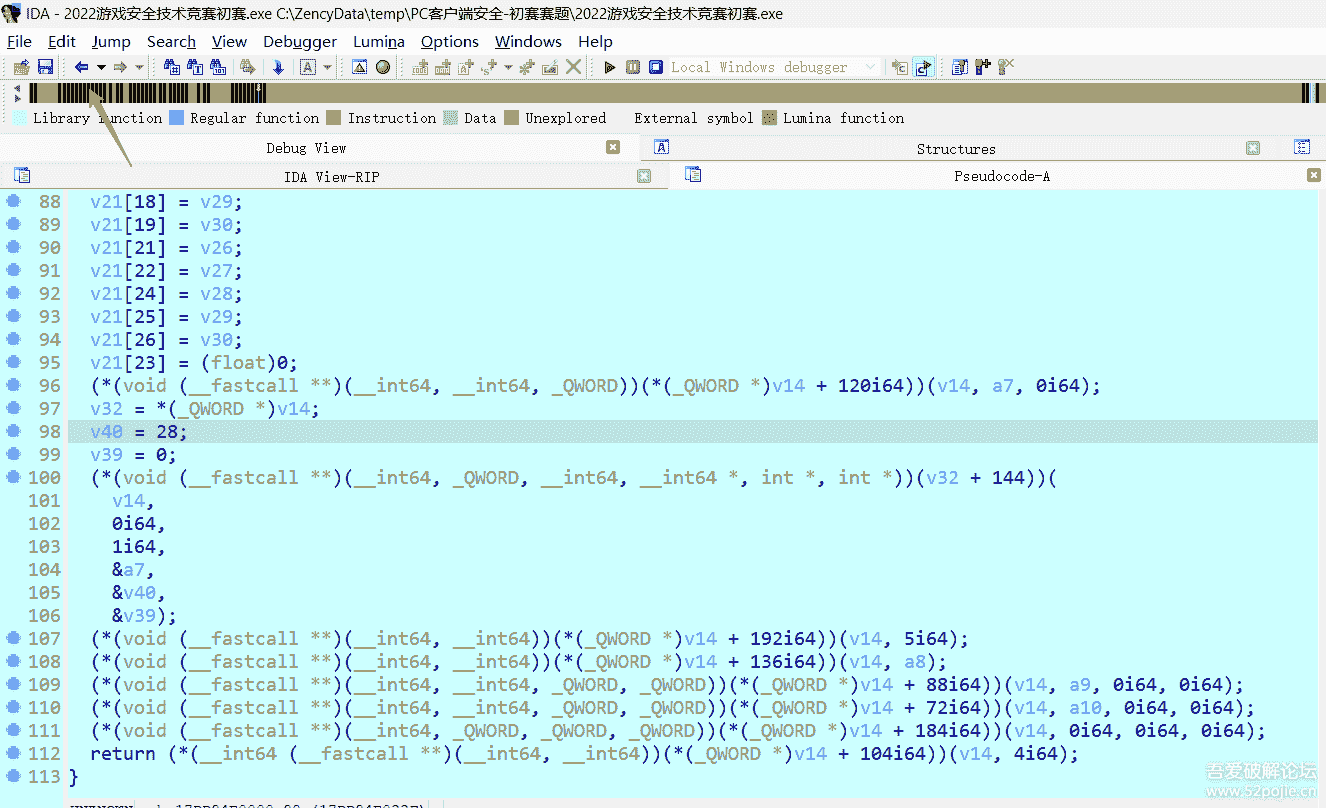 IDA - 2022游戏安全技术竞赛初赛.exe C:\ZencyData\temp\PC客户端安全-初赛赛题\2022游戏安全技术竞赛初赛.exe
File Edit Jump Search View Debugger Lumina Options Windows Help
Local Windows debugger
Library function Regular function Instruction Data Unexplored External symbol Lumina function
Debug View Structures
IDA View-RIP Pseudocode-A
88 v21[18] = v29;
89 v21[19] = v30;
90 v21[21] = v26;
91 v21[22] = v27;
92 v21[24] = v28;
93 v21[25] = v29;
94 v21[26] = v30;
95 v21[23] = (float)0;
96 (*(void (__fastcall **)(__int64, __int64, _QWORD))(*(_QWORD *)v14 + 120i64))(v14, a7, 0i64);
97 v32 = *(_QWORD *)v14;
98 v40 = 28;
99 v39 = 0;
100 (*(void (__fastcall **)(__int64, _QWORD, __int64, __int64 *, int *, int *))(v32 + 144))(
101 v14,
102 0i64,
103 1i64,
104 &a7,
105 &v40,
106 &v39);
107 (*(void (__fastcall **)(__int64, __int64))(*(_QWORD *)v14 + 192i64))(v14, 5i64);
108 (*(void (__fastcall **)(__int64, __int64))(*(_QWORD *)v14 + 136i64))(v14, a8);
109 (*(void (__fastcall **)(__int64, __int64, _QWORD, _QWORD))(*(_QWORD *)v14 + 88i64))(v14, a9, 0i64, 0i64);
110 (*(void (__fastcall **)(__int64, __int64, _QWORD, _QWORD))(*(_QWORD *)v14 + 72i64))(v14, a10, 0i64, 0i64);
111 (*(void (__fastcall **)(__int64, _QWORD, _QWORD, _QWORD))(*(_QWORD *)v14 + 184i64))(v14, 0i64, 0i64, 0i64);
112 return (*(__int64 (__fastcall **)(__int64, __int64))(*(_QWORD *)v14 + 104i64))(v14, 4i64);
113 }
吾爱破解论坛
www.52pojie.cn